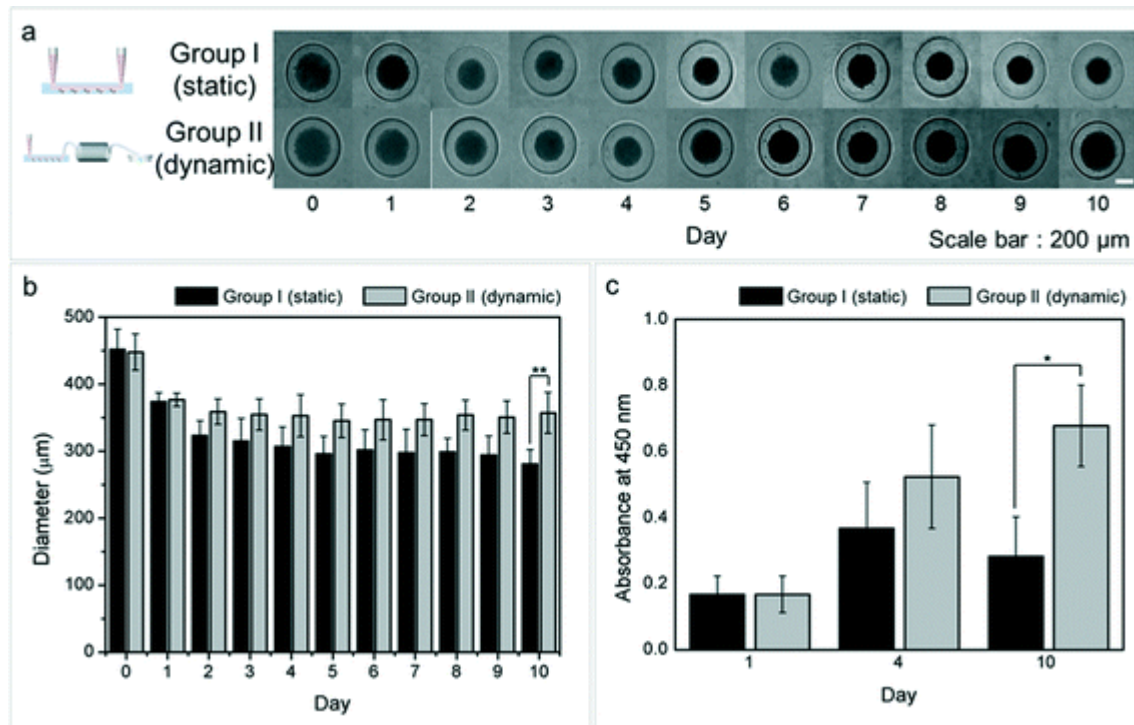 a
Group I
(static)
Group II
(dynamic)
0 1 2 3 4 5 6 7 8 9 10
Day
Scale bar : 200 μm
b
Group I (static) Group II (dynamic)
500
400
300
200
100
0
Diameter (μm)
**
0 1 2 3 4 5 6 7 8 9 10
Day
c
Group I (static) Group II (dynamic)
1.0
0.8
0.6
0.4
0.2
0.0
Absorbance at 450 nm
*
1 4 10
Day